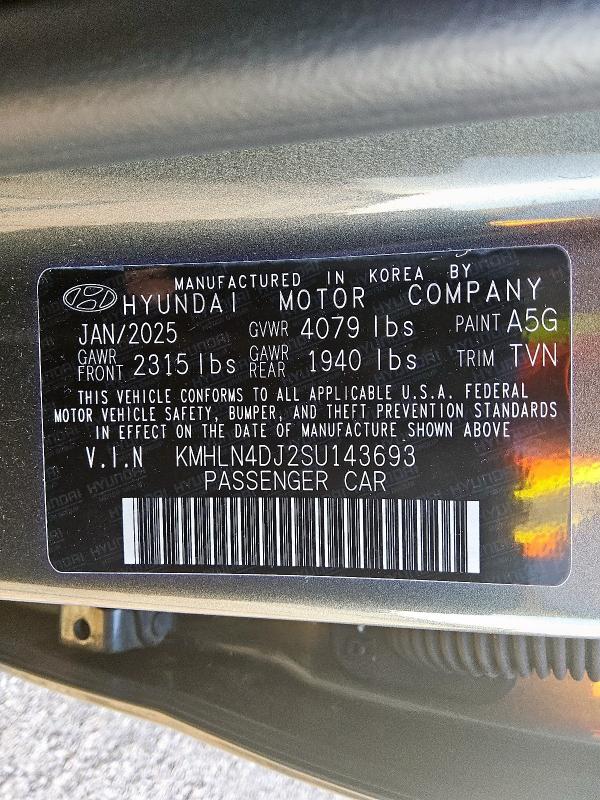 MANUFACTURED IN KOREA BY
HYUNDAI MOTOR COMPANY
JAN/2025 GVWR 4079 lbs PAINT A5G
GAWR FRONT 2315 lbs GAWR REAR 1940 lbs TRIM TVN
THIS VEHICLE CONFORMS TO ALL APPLICABLE U.S.A. FEDERAL
MOTOR VEHICLE SAFETY, BUMPER, AND THEFT PREVENTION STANDARDS
IN EFFECT ON THE DATE OF MANUFACTURE SHOWN ABOVE
V.I.N KMHLN4DJ2SU143693
PASSENGER CAR